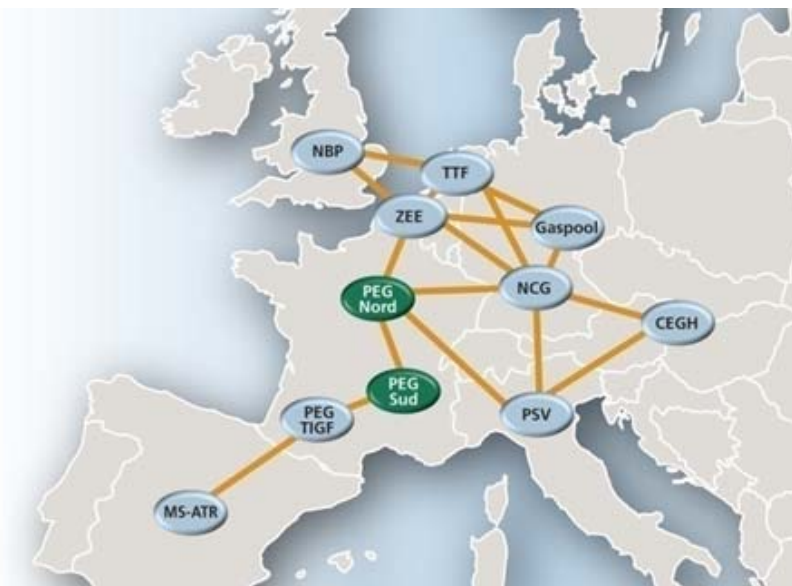 NBP
TTF
ZEE
Gaspool
PEG
Nord
NCG
CEGH
PEG
Sud
PEG
TIGF
PSV
MS-ATR